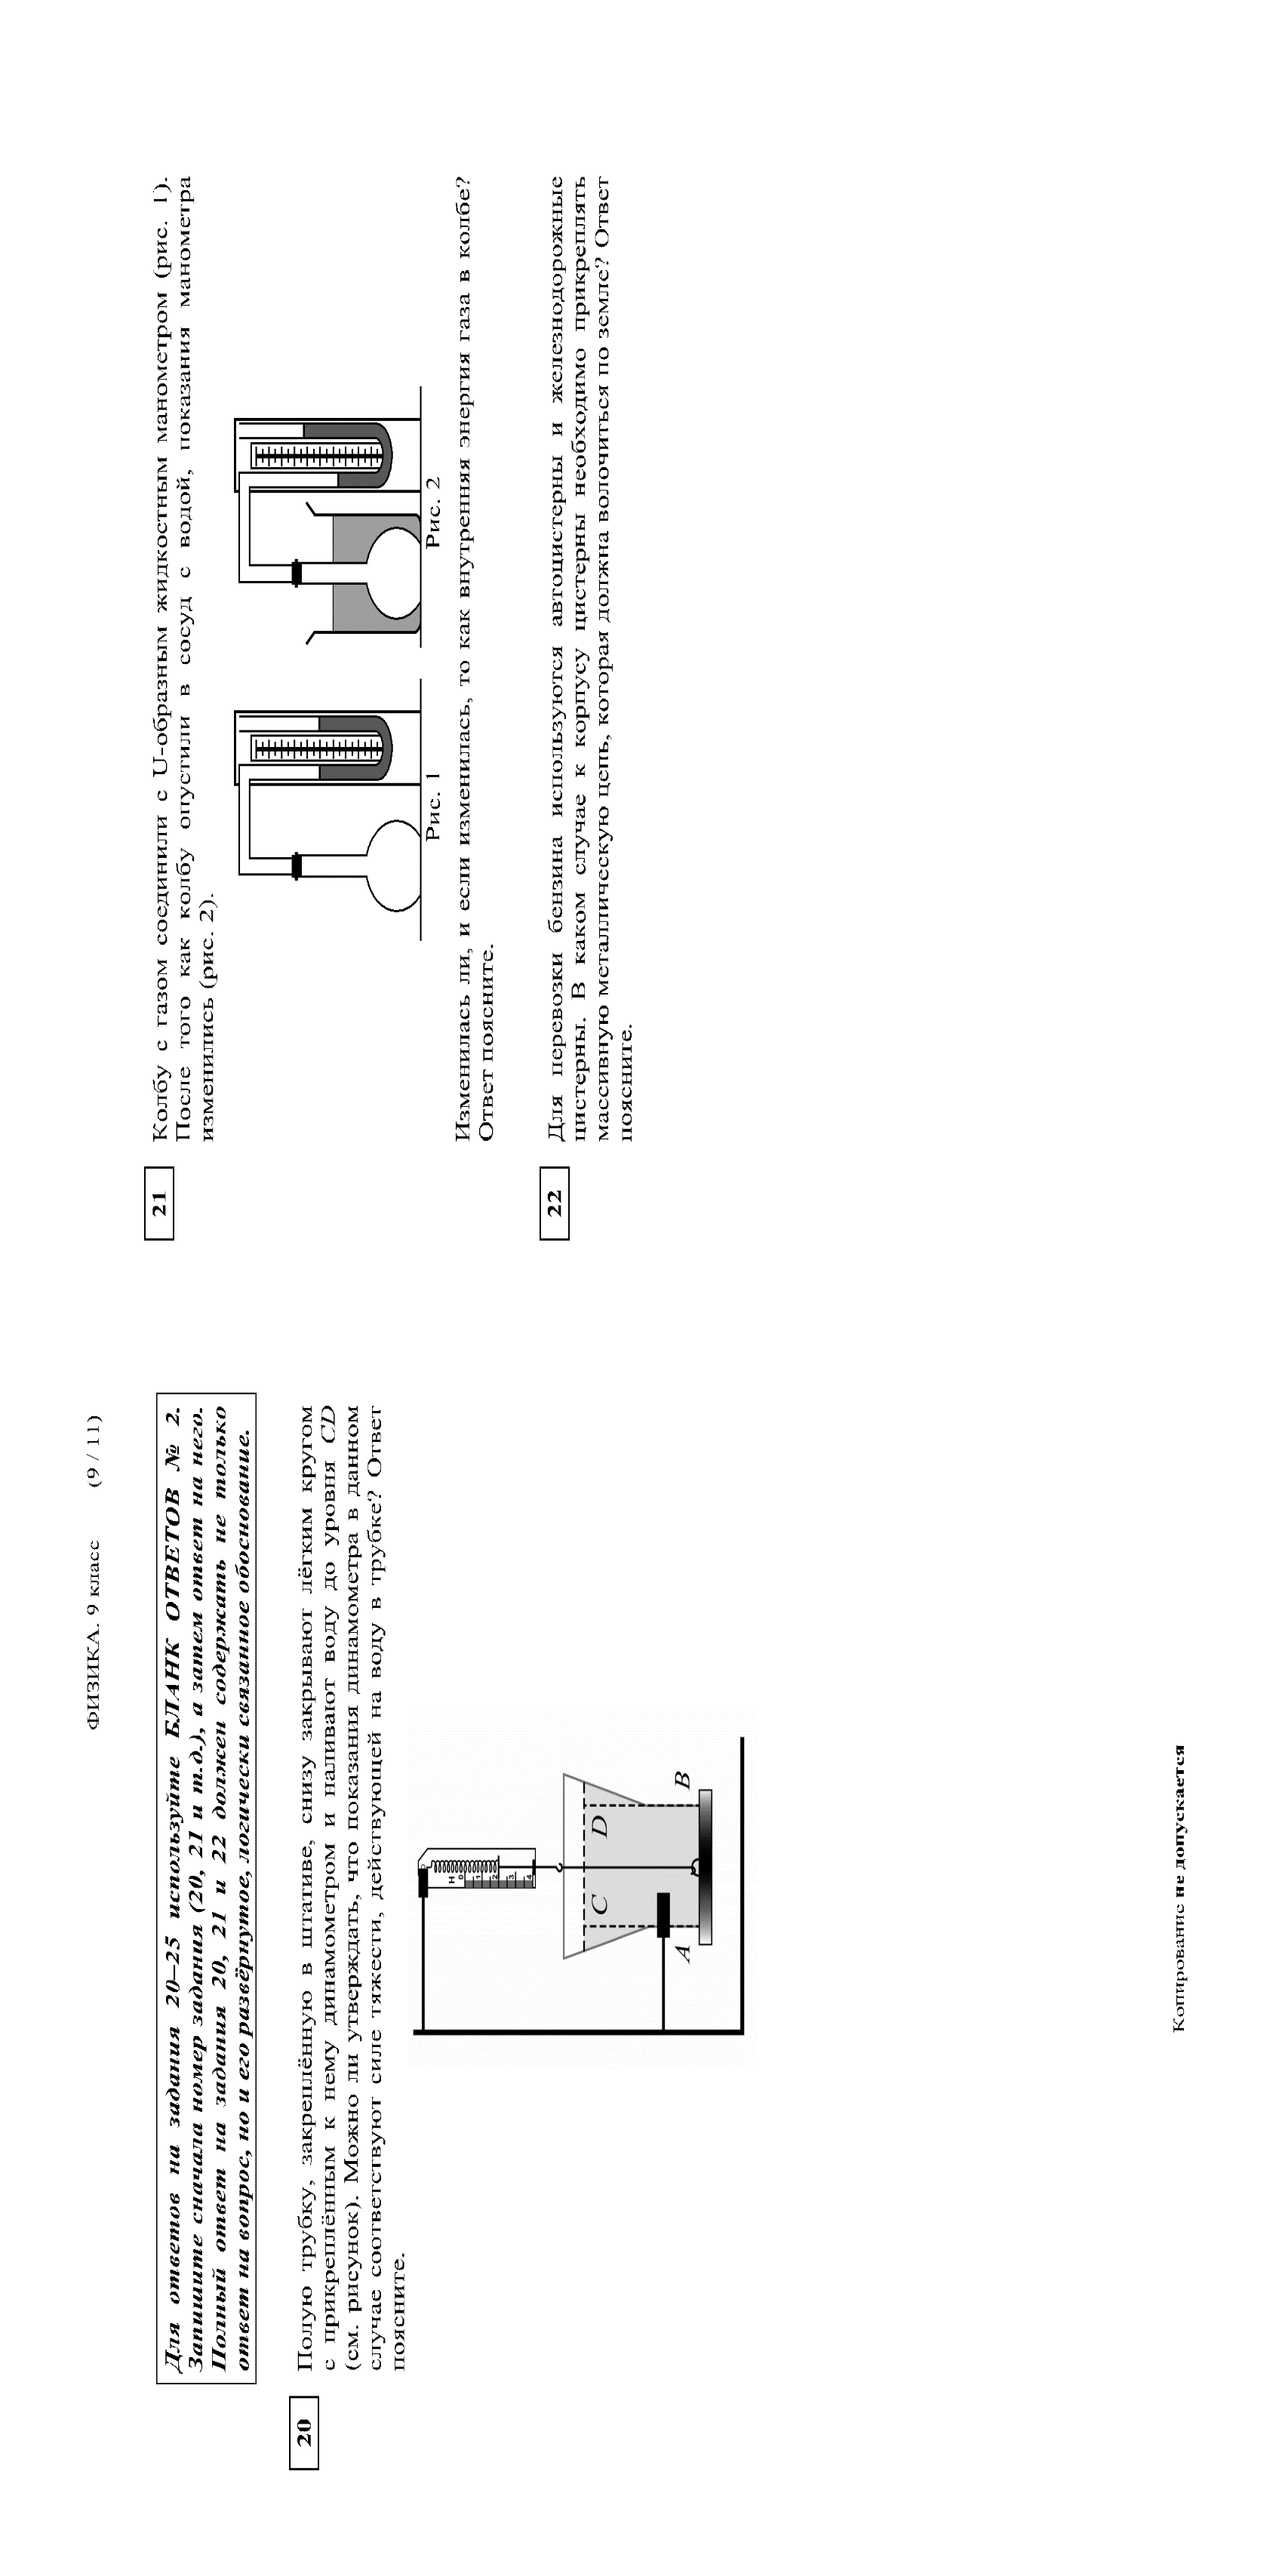 ФИЗИКА. 9 класс (9 / 11)
Для ответов на задания 20–25 используйте БЛАНК ОТВЕТОВ № 2.
Запишите сначала номер задания (20, 21 и т.д.), а затем ответ на него.
Полный ответ на задания 20, 21 и 22 должен содержать не только
ответ на вопрос, но и его развёрнутое, логически связанное обоснование.
20
Полую трубку, закреплённую в штативе, снизу закрывают лёгким кругом
с прикреплённым к нему динамометром и наливают воду до уровня CD
(см. рисунок). Можно ли утверждать, что показания динамометра в данном
случае соответствуют силе тяжести, действующей на воду в трубке? Ответ
поясните.
Н
0
1
2
3
4
C D
A B
Копирование не допускается
21
Колбу с газом соединили с U-образным жидкостным манометром (рис. 1).
После того как колбу опустили в сосуд с водой, показания манометра
изменились (рис. 2).
Рис. 1 Рис. 2
Изменилась ли, и если изменилась, то как внутренняя энергия газа в колбе?
Ответ поясните.
22
Для перевозки бензина используются автоцистерны и железнодорожные
цистерны. В каком случае к корпусу цистерны необходимо прикреплять
массивную металлическую цепь, которая должна волочиться по земле? Ответ
поясните.